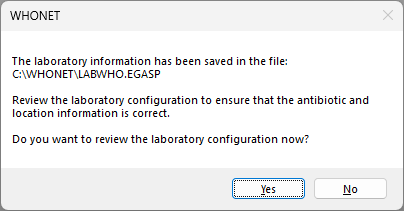 WHONET
The laboratory information has been saved in the file:
C:\WHONET\LABWHO.EGASP
Review the laboratory configuration to ensure that the antibiotic and
location information is correct.
Do you want to review the laboratory configuration now?
Yes
No